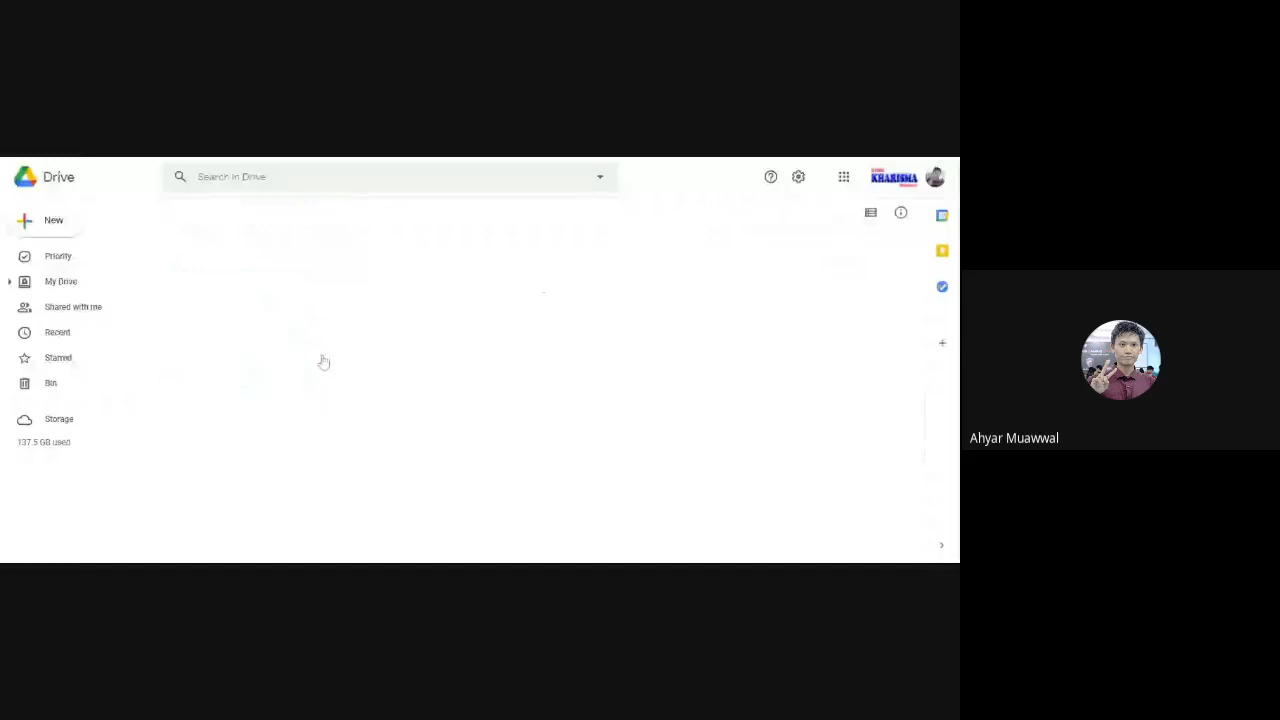 Drive
Search in Drive
KHARISMA
New
Priority
My Drive
Shared with me
Recent
Starred
Bin
Storage
137.5 GB used
Ahyar Muawwal